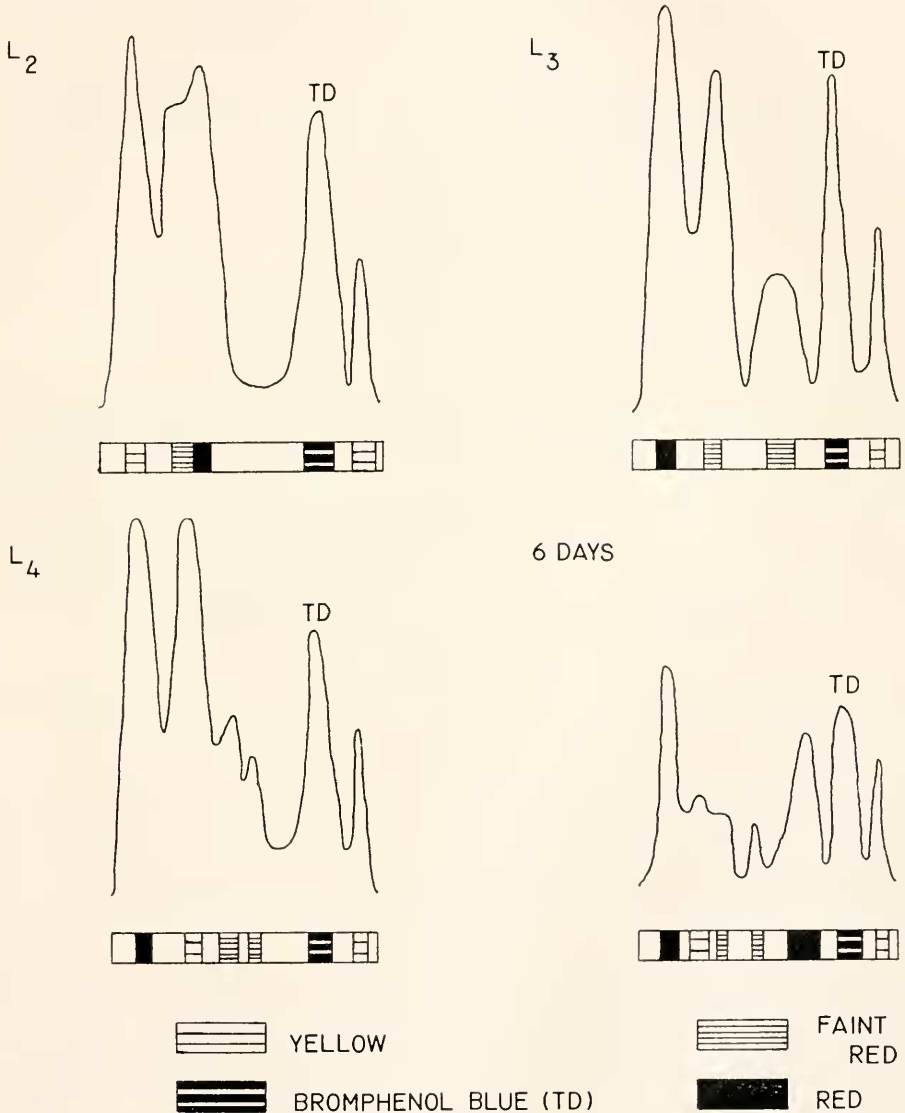 L2
TD
L3
TD
L4
TD
6 DAYS
TD
YELLOW
FAINT
RED
BROMPHENOL BLUE (TD)
RED